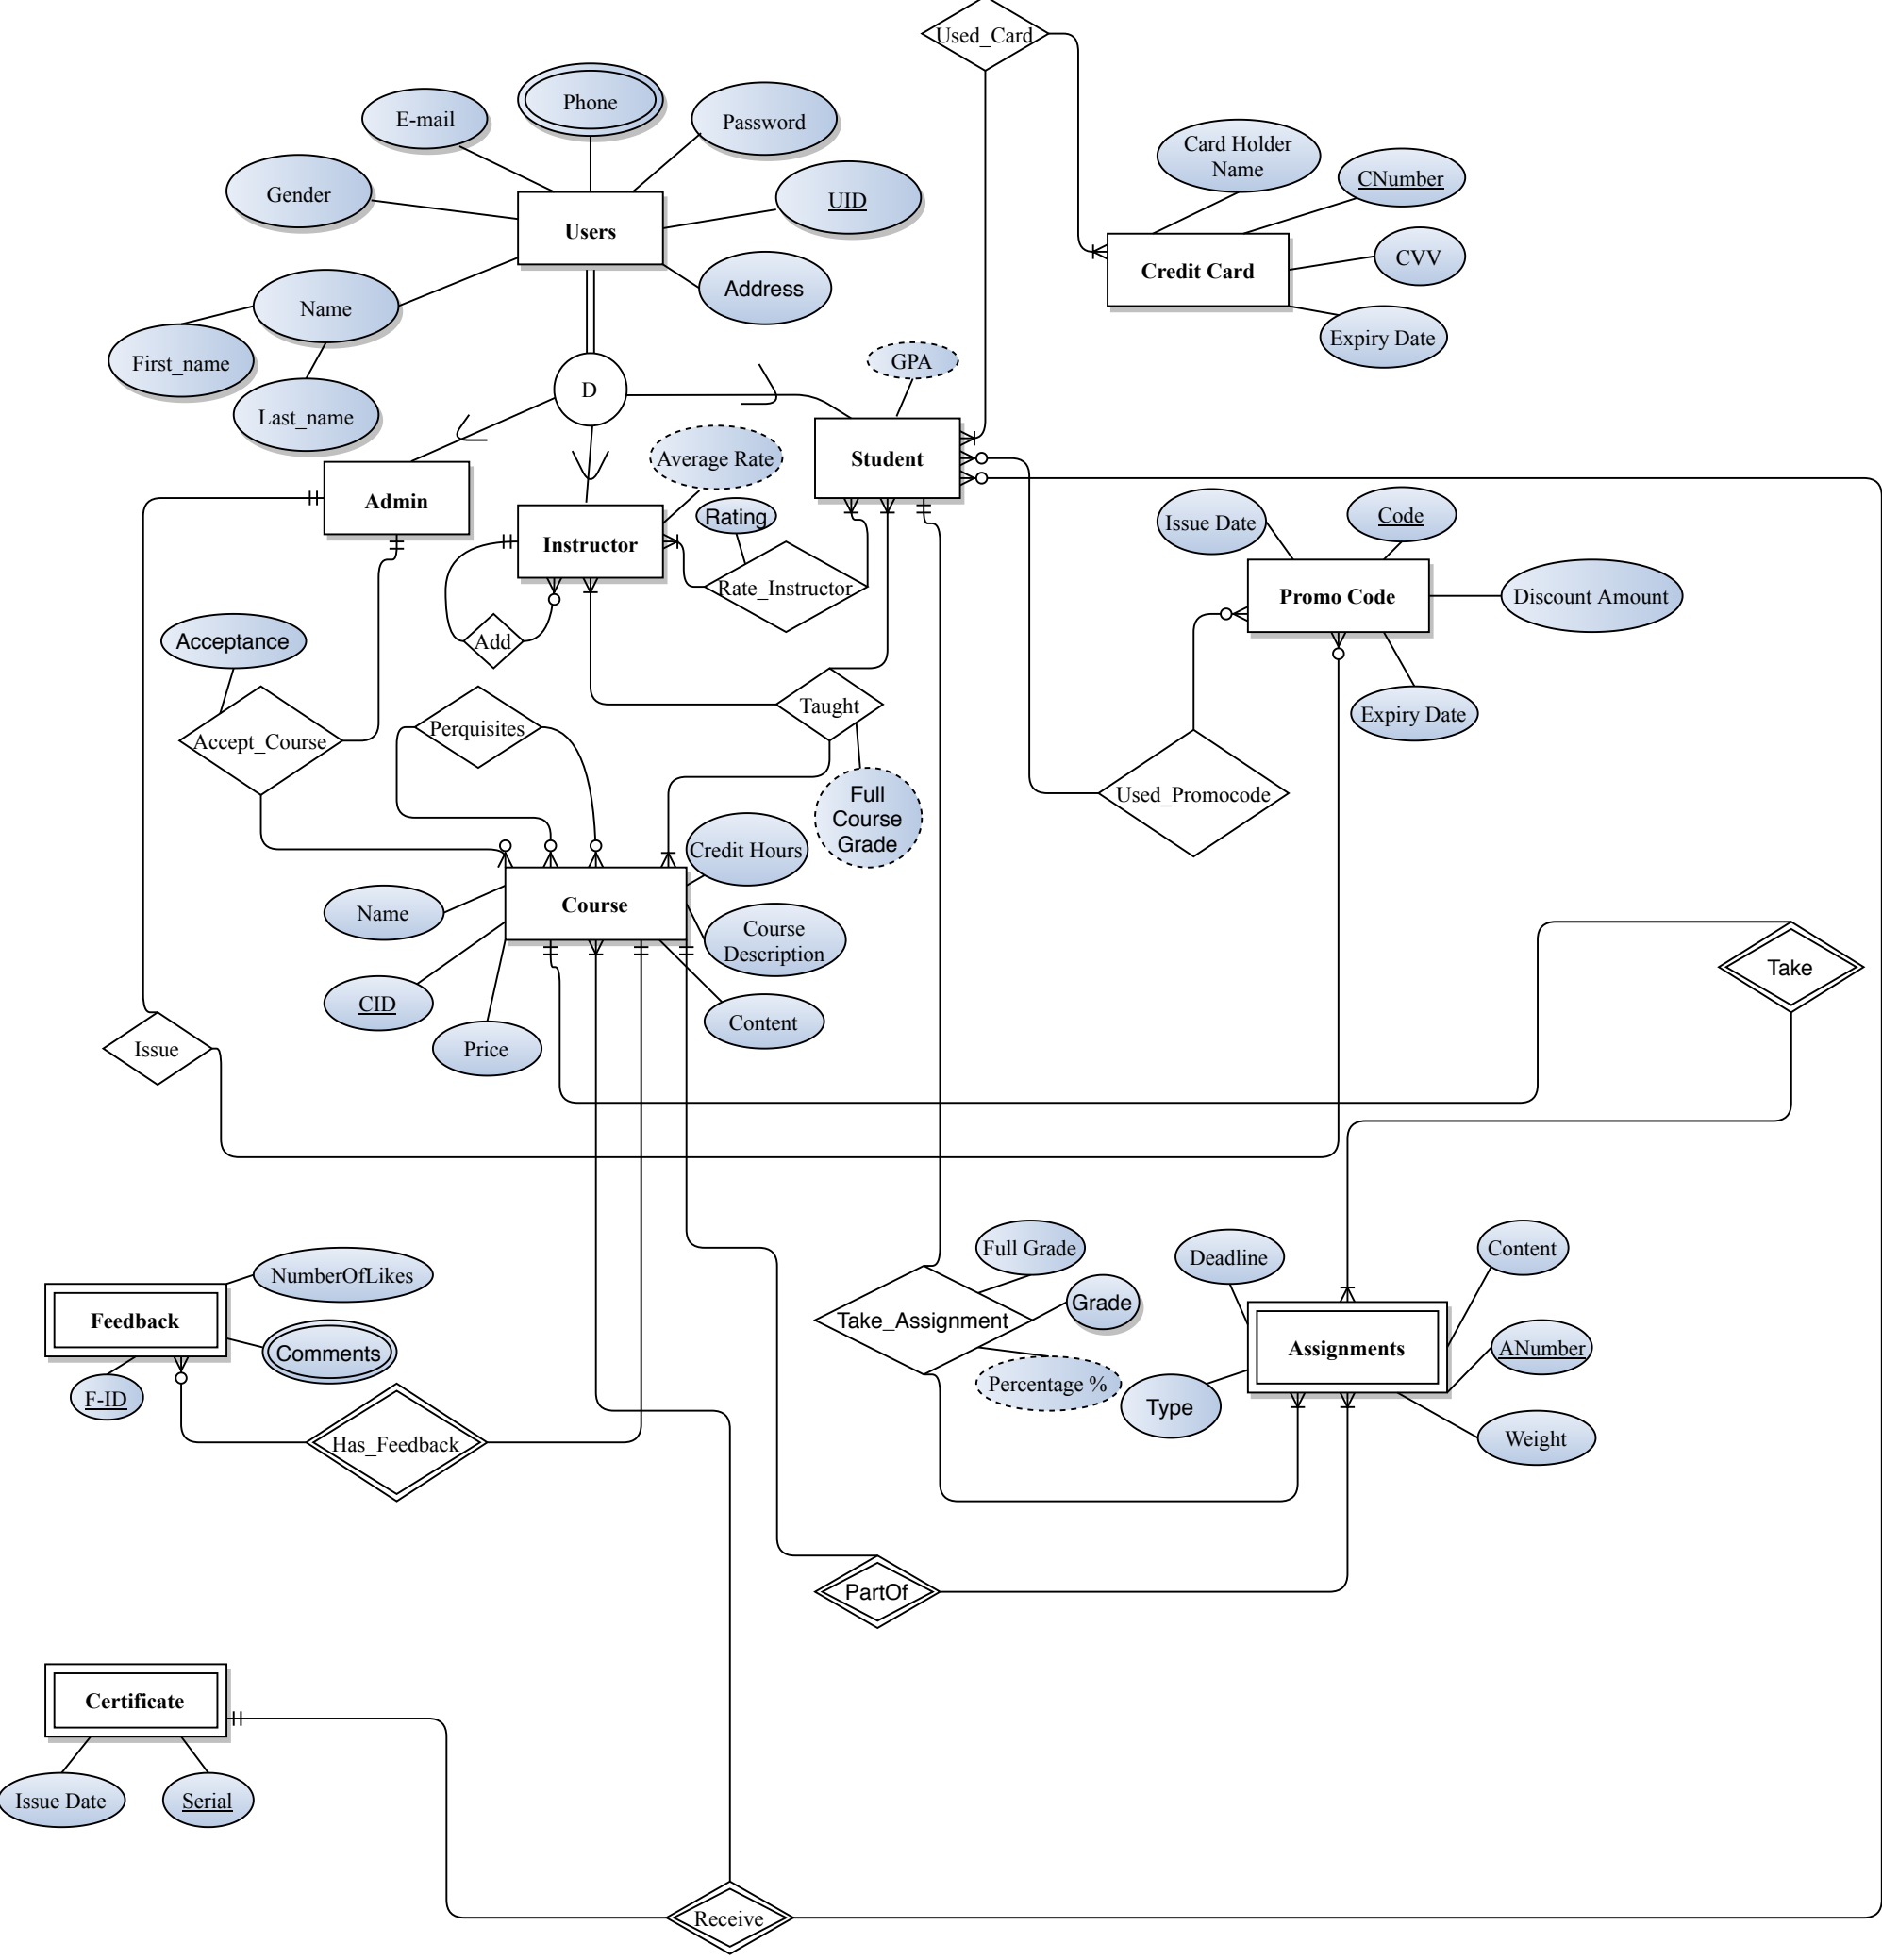 Used_Card
Phone
E-mail
Password
Card Holder
Name
CNumber
Gender
UID
Users
CVV
Credit Card
Address
Name
Expiry Date
First_name
GPA
D
Last_name
Average Rate
Student
Admin
Rating
Issue Date
Code
Instructor
Rate_Instructor
Promo Code
Discount Amount
Add
Acceptance
Taught
Expiry Date
Perquisites
Accept_Course
Full
Course
Grade
Used_Promocode
Credit Hours
Course
Name
Course
Description
Take
CID
Content
Price
Issue
Full Grade
Deadline
Content
NumberOfLikes
Grade
Feedback
Take_Assignment
Assignments
ANumber
Comments
Percentage %
F-ID
Type
Weight
Has_Feedback
PartOf
Certificate
Issue Date
Serial
Receive